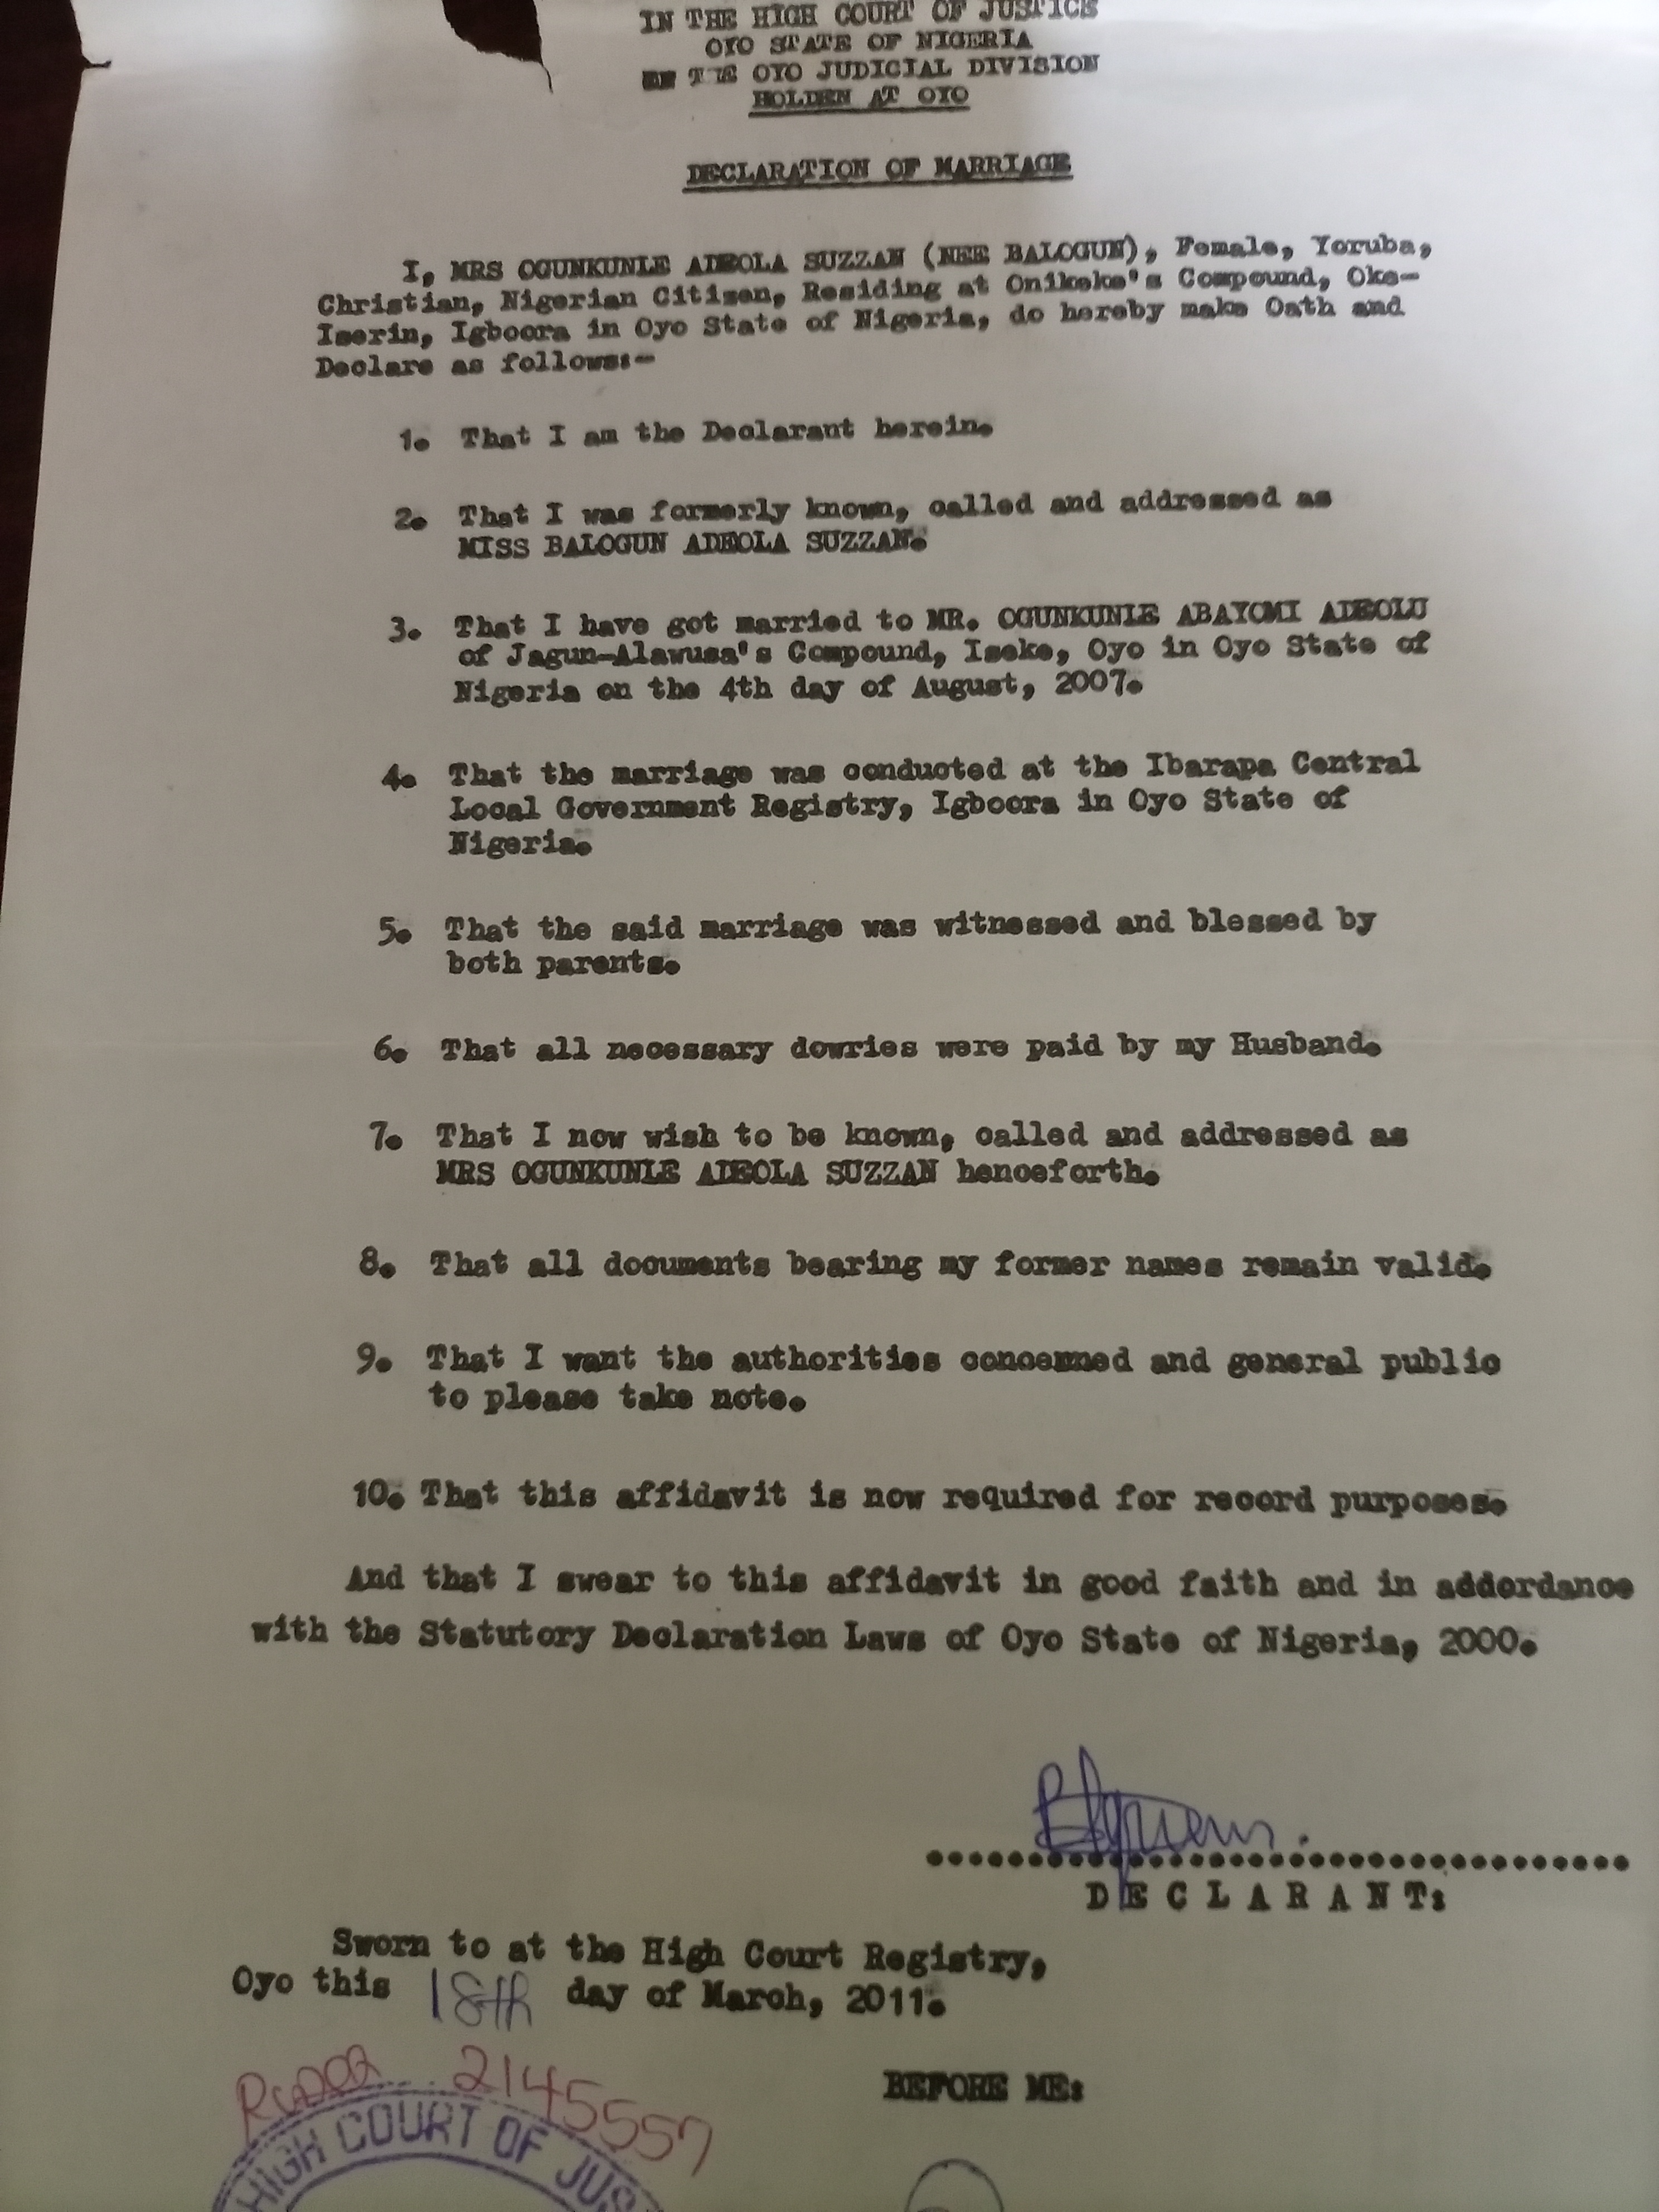 IN THE HIGH COURT OF JUSTICE
OYO STATE OF NIGERIA
OYO JUDICIAL DIVISION
HOLDEN AT OYO
DECLARATION OF MARRIAGE
I, MRS OGUNKUNLE ADEOLA SUZZAN (NEE BALOGUN), Female, Yoruba,
Christian, Nigerian Citizen, Residing at Onikeke's Compound, Oke-
Iserin, Igboora in Oyo State of Nigeria, do hereby make Oath and
Declare as follows:-
1. That I am the Declarant herein.
2. That I was formerly known, called and addressed as
MISS BALOGUN ADEOLA SUZZAN.
3. That I have got married to MR. OGUNKUNLE ABAYOMI ADEOLU
of Jagun-Alawusa's Compound, Iseke, Oyo in Oyo State of
Nigeria on the 4th day of August, 2007.
4. That the marriage was conducted at the Ibarapa Central
Local Government Registry, Igboora in Oyo State of
Nigeria.
5. That the said marriage was witnessed and blessed by
both parents.
6. That all necessary dowries were paid by my Husband.
7. That I now wish to be known, called and addressed as
MRS OGUNKUNLE ADEOLA SUZZAN henceforth.
8. That all documents bearing my former names remain valid.
9. That I want the authorities concerned and general public
to please take note.
10. That this affidavit is now required for record purposes.
And that I swear to this affidavit in good faith and in addordance
with the Statutory Declaration Laws of Oyo State of Nigeria, 2000.
DECLARANT:
Sworn to at the High Court Registry,
Oyo this 18th day of March, 2011.
2145557
BEFORE ME:
HIGH COURT OF JUS